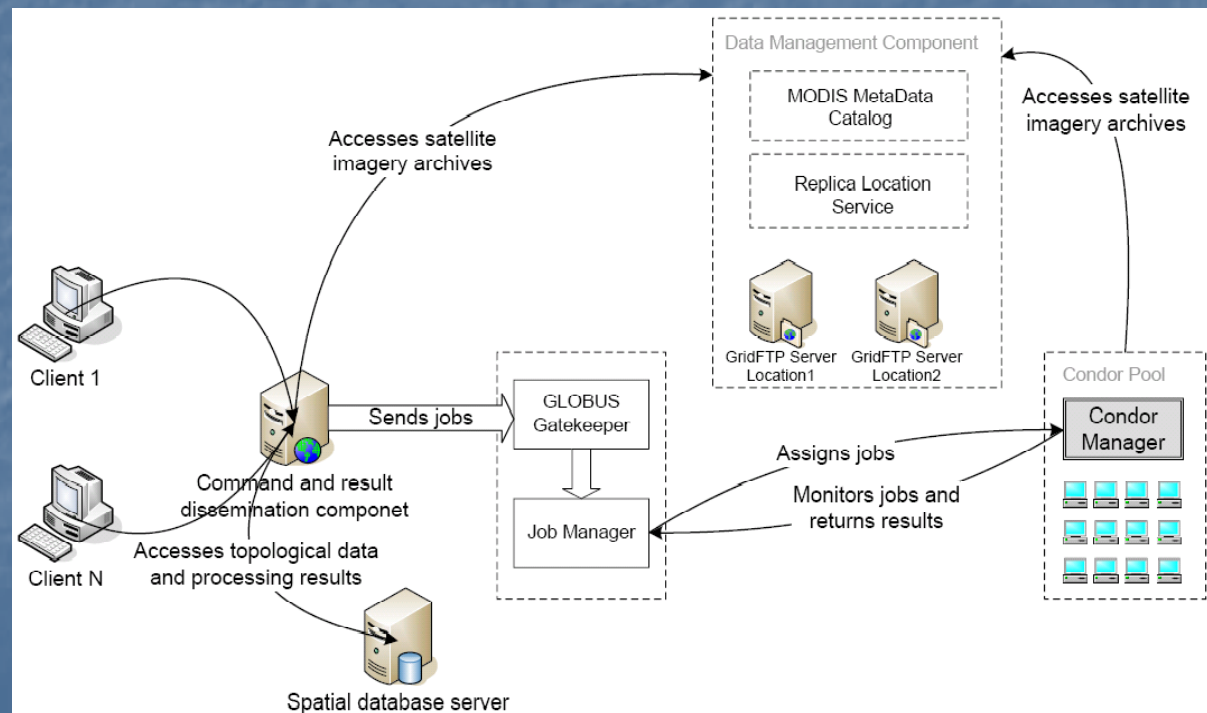 Data Management Component
MODIS MetaData
Catalog
Replica Location
Service
GridFTP Server
Location1
GridFTP Server
Location2
Accesses satellite
imagery archives
Accesses satellite
imagery archives
Client 1
Client N
Sends jobs
Command and result
dissemination componet
Accesses topological data
and processing results
Spatial database server
GLOBUS
Gatekeeper
Job Manager
Assigns jobs
Monitors jobs and
returns results
Condor Pool
Condor
Manager